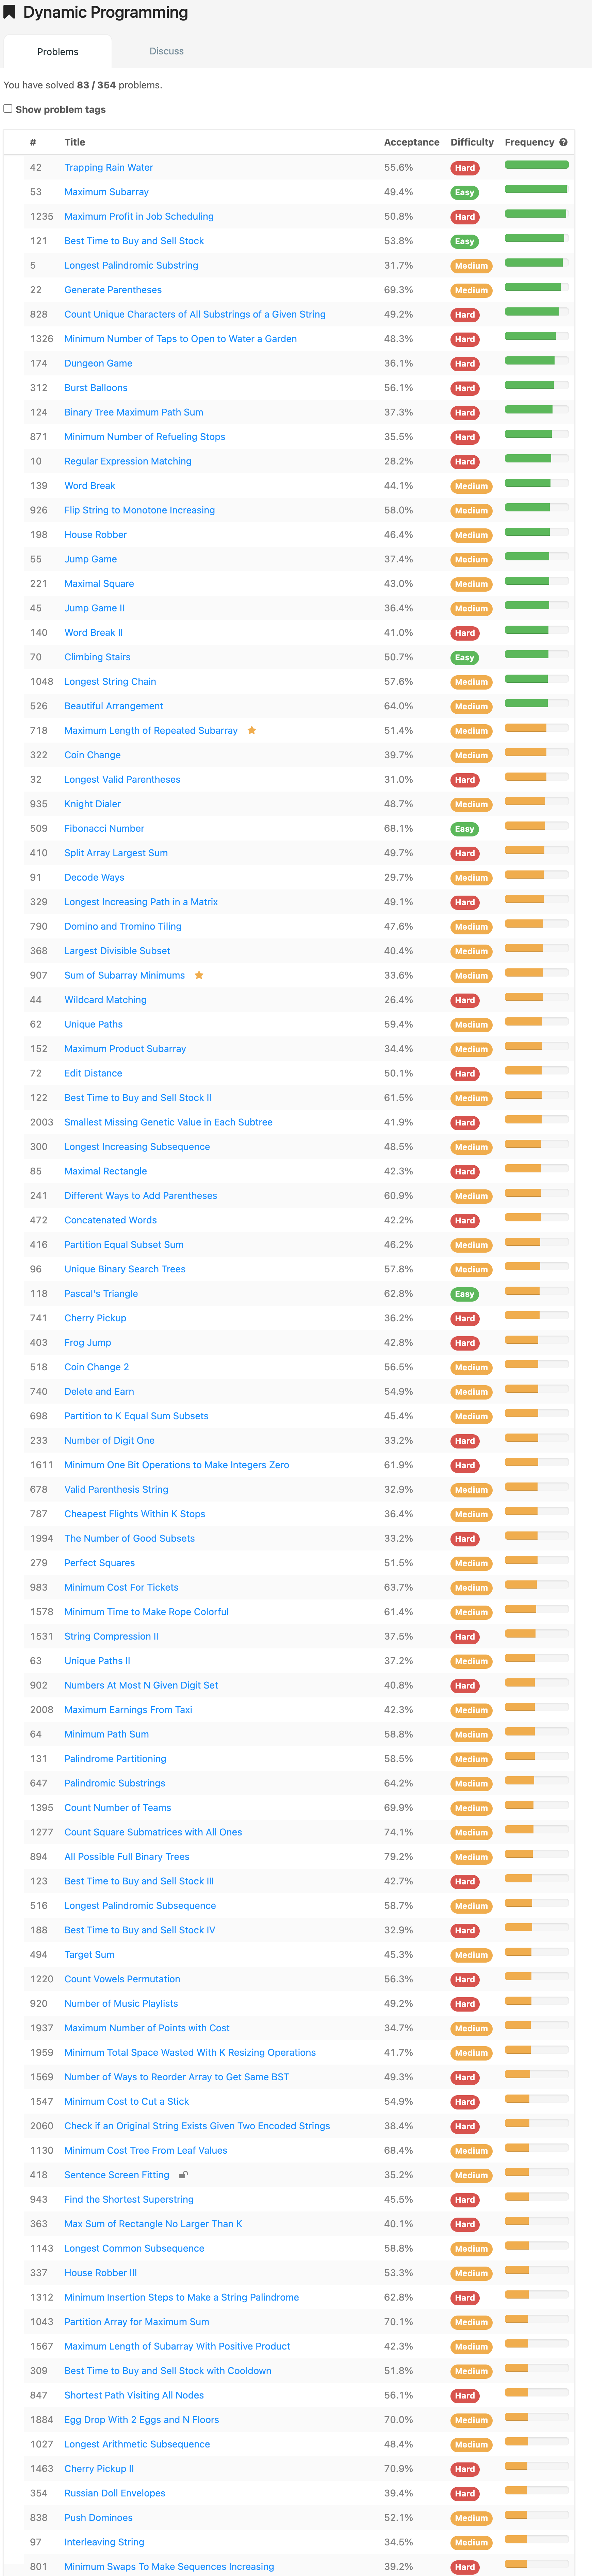 Dynamic Programming
Problems Discuss
You have solved 83 / 354 problems.
Show problem tags
# Title Acceptance Difficulty Frequency ?
42 Trapping Rain Water 55.6% Hard
53 Maximum Subarray 49.4% Easy
1235 Maximum Profit in Job Scheduling 50.8% Hard
121 Best Time to Buy and Sell Stock 53.8% Easy
5 Longest Palindromic Substring 31.7% Medium
22 Generate Parentheses 69.3% Medium
828 Count Unique Characters of All Substrings of a Given String 49.2% Hard
1326 Minimum Number of Taps to Open to Water a Garden 48.3% Hard
174 Dungeon Game 36.1% Hard
312 Burst Balloons 56.1% Hard
124 Binary Tree Maximum Path Sum 37.3% Hard
871 Minimum Number of Refueling Stops 35.5% Hard
10 Regular Expression Matching 28.2% Hard
139 Word Break 44.1% Medium
926 Flip String to Monotone Increasing 58.0% Medium
198 House Robber 46.4% Medium
55 Jump Game 37.4% Medium
221 Maximal Square 43.0% Medium
45 Jump Game II 36.4% Medium
140 Word Break II 41.0% Hard
70 Climbing Stairs 50.7% Easy
1048 Longest String Chain 57.6% Medium
526 Beautiful Arrangement 64.0% Medium
718 Maximum Length of Repeated Subarray 51.4% Medium
322 Coin Change 39.7% Medium
32 Longest Valid Parentheses 31.0% Hard
935 Knight Dialer 48.7% Medium
509 Fibonacci Number 68.1% Easy
410 Split Array Largest Sum 49.7% Hard
91 Decode Ways 29.7% Medium
329 Longest Increasing Path in a Matrix 49.1% Hard
790 Domino and Tromino Tiling 47.6% Medium
368 Largest Divisible Subset 40.4% Medium
907 Sum of Subarray Minimums 33.6% Medium
44 Wildcard Matching 26.4% Hard
62 Unique Paths 59.4% Medium
152 Maximum Product Subarray 34.4% Medium
72 Edit Distance 50.1% Hard
122 Best Time to Buy and Sell Stock II 61.5% Medium
2003 Smallest Missing Genetic Value in Each Subtree 41.9% Hard
300 Longest Increasing Subsequence 48.5% Medium
85 Maximal Rectangle 42.3% Hard
241 Different Ways to Add Parentheses 60.9% Medium
472 Concatenated Words 42.2% Hard
416 Partition Equal Subset Sum 46.2% Medium
96 Unique Binary Search Trees 57.8% Medium
118 Pascal's Triangle 62.8% Easy
741 Cherry Pickup 36.2% Hard
403 Frog Jump 42.8% Hard
518 Coin Change 2 56.5% Medium
740 Delete and Earn 54.9% Medium
698 Partition to K Equal Sum Subsets 45.4% Medium
233 Number of Digit One 33.2% Hard
1611 Minimum One Bit Operations to Make Integers Zero 61.9% Hard
678 Valid Parenthesis String 32.9% Medium
787 Cheapest Flights Within K Stops 36.4% Medium
1994 The Number of Good Subsets 33.2% Hard
279 Perfect Squares 51.5% Medium
983 Minimum Cost For Tickets 63.7% Medium
1578 Minimum Time to Make Rope Colorful 61.4% Medium
1531 String Compression II 37.5% Hard
63 Unique Paths II 37.2% Medium
902 Numbers At Most N Given Digit Set 40.8% Hard
2008 Maximum Earnings From Taxi 42.3% Medium
64 Minimum Path Sum 58.8% Medium
131 Palindrome Partitioning 58.5% Medium
647 Palindromic Substrings 64.2% Medium
1395 Count Number of Teams 69.9% Medium
1277 Count Square Submatrices with All Ones 74.1% Medium
894 All Possible Full Binary Trees 79.2% Medium
123 Best Time to Buy and Sell Stock III 42.7% Hard
516 Longest Palindromic Subsequence 58.7% Medium
188 Best Time to Buy and Sell Stock IV 32.9% Hard
494 Target Sum 45.3% Medium
1220 Count Vowels Permutation 56.3% Hard
920 Number of Music Playlists 49.2% Hard
1937 Maximum Number of Points with Cost 34.7% Medium
1959 Minimum Total Space Wasted With K Resizing Operations 41.7% Medium
1569 Number of Ways to Reorder Array to Get Same BST 49.3% Hard
1547 Minimum Cost to Cut a Stick 54.9% Hard
2060 Check if an Original String Exists Given Two Encoded Strings 38.4% Hard
1130 Minimum Cost Tree From Leaf Values 68.4% Medium
418 Sentence Screen Fitting 35.2% Medium
943 Find the Shortest Superstring 45.5% Hard
363 Max Sum of Rectangle No Larger Than K 40.1% Hard
1143 Longest Common Subsequence 58.8% Medium
337 House Robber III 53.3% Medium
1312 Minimum Insertion Steps to Make a String Palindrome 62.8% Hard
1043 Partition Array for Maximum Sum 70.1% Medium
1567 Maximum Length of Subarray With Positive Product 42.3% Medium
309 Best Time to Buy and Sell Stock with Cooldown 51.8% Medium
847 Shortest Path Visiting All Nodes 56.1% Hard
1884 Egg Drop With 2 Eggs and N Floors 70.0% Medium
1027 Longest Arithmetic Subsequence 48.4% Medium
1463 Cherry Pickup II 70.9% Hard
354 Russian Doll Envelopes 39.4% Hard
838 Push Dominoes 52.1% Medium
97 Interleaving String 34.5% Medium
801 Minimum Swaps To Make Sequences Increasing 39.2% Hard